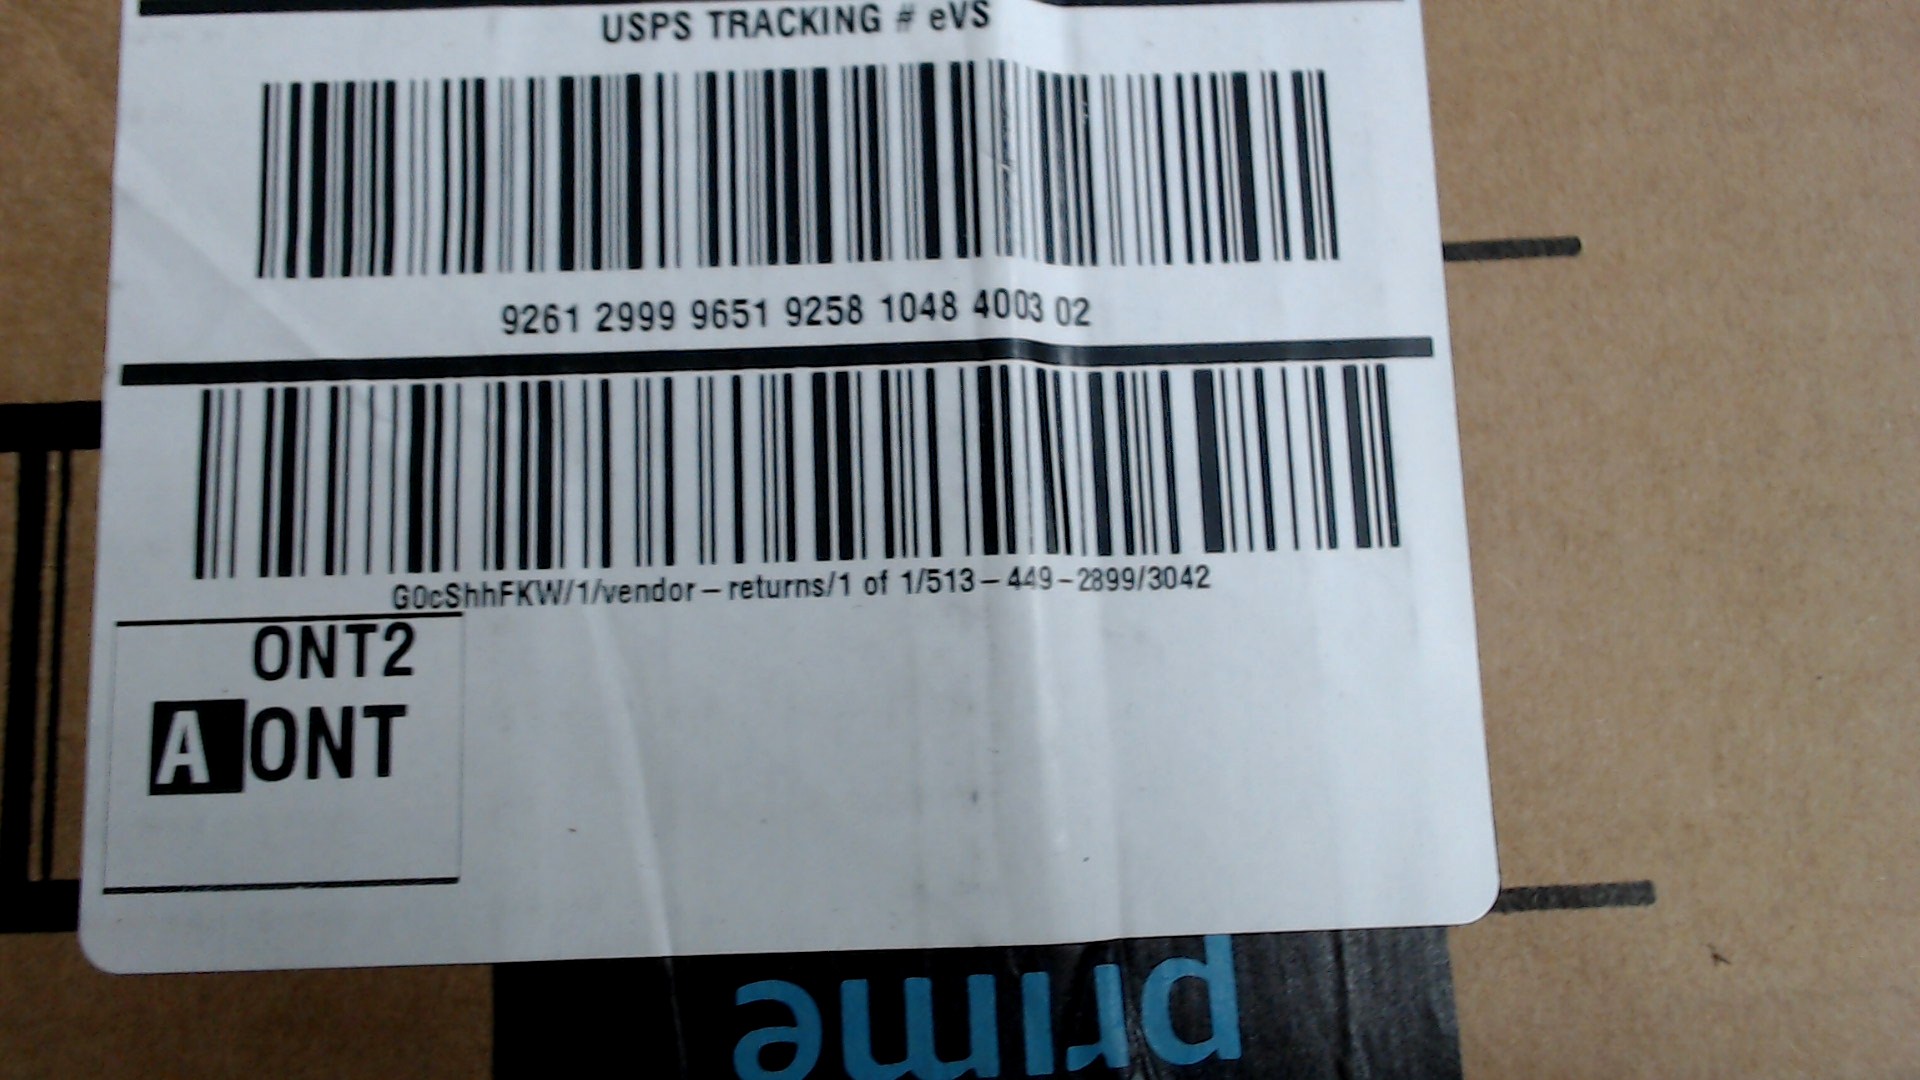 USPS TRACKING # eVS
9261 2999 9651 9258 1048 4003 02
G0cShhFKW/1/vendor-returns/1 of 1/513-449-2899/3042
ONT2
A ONT
prime